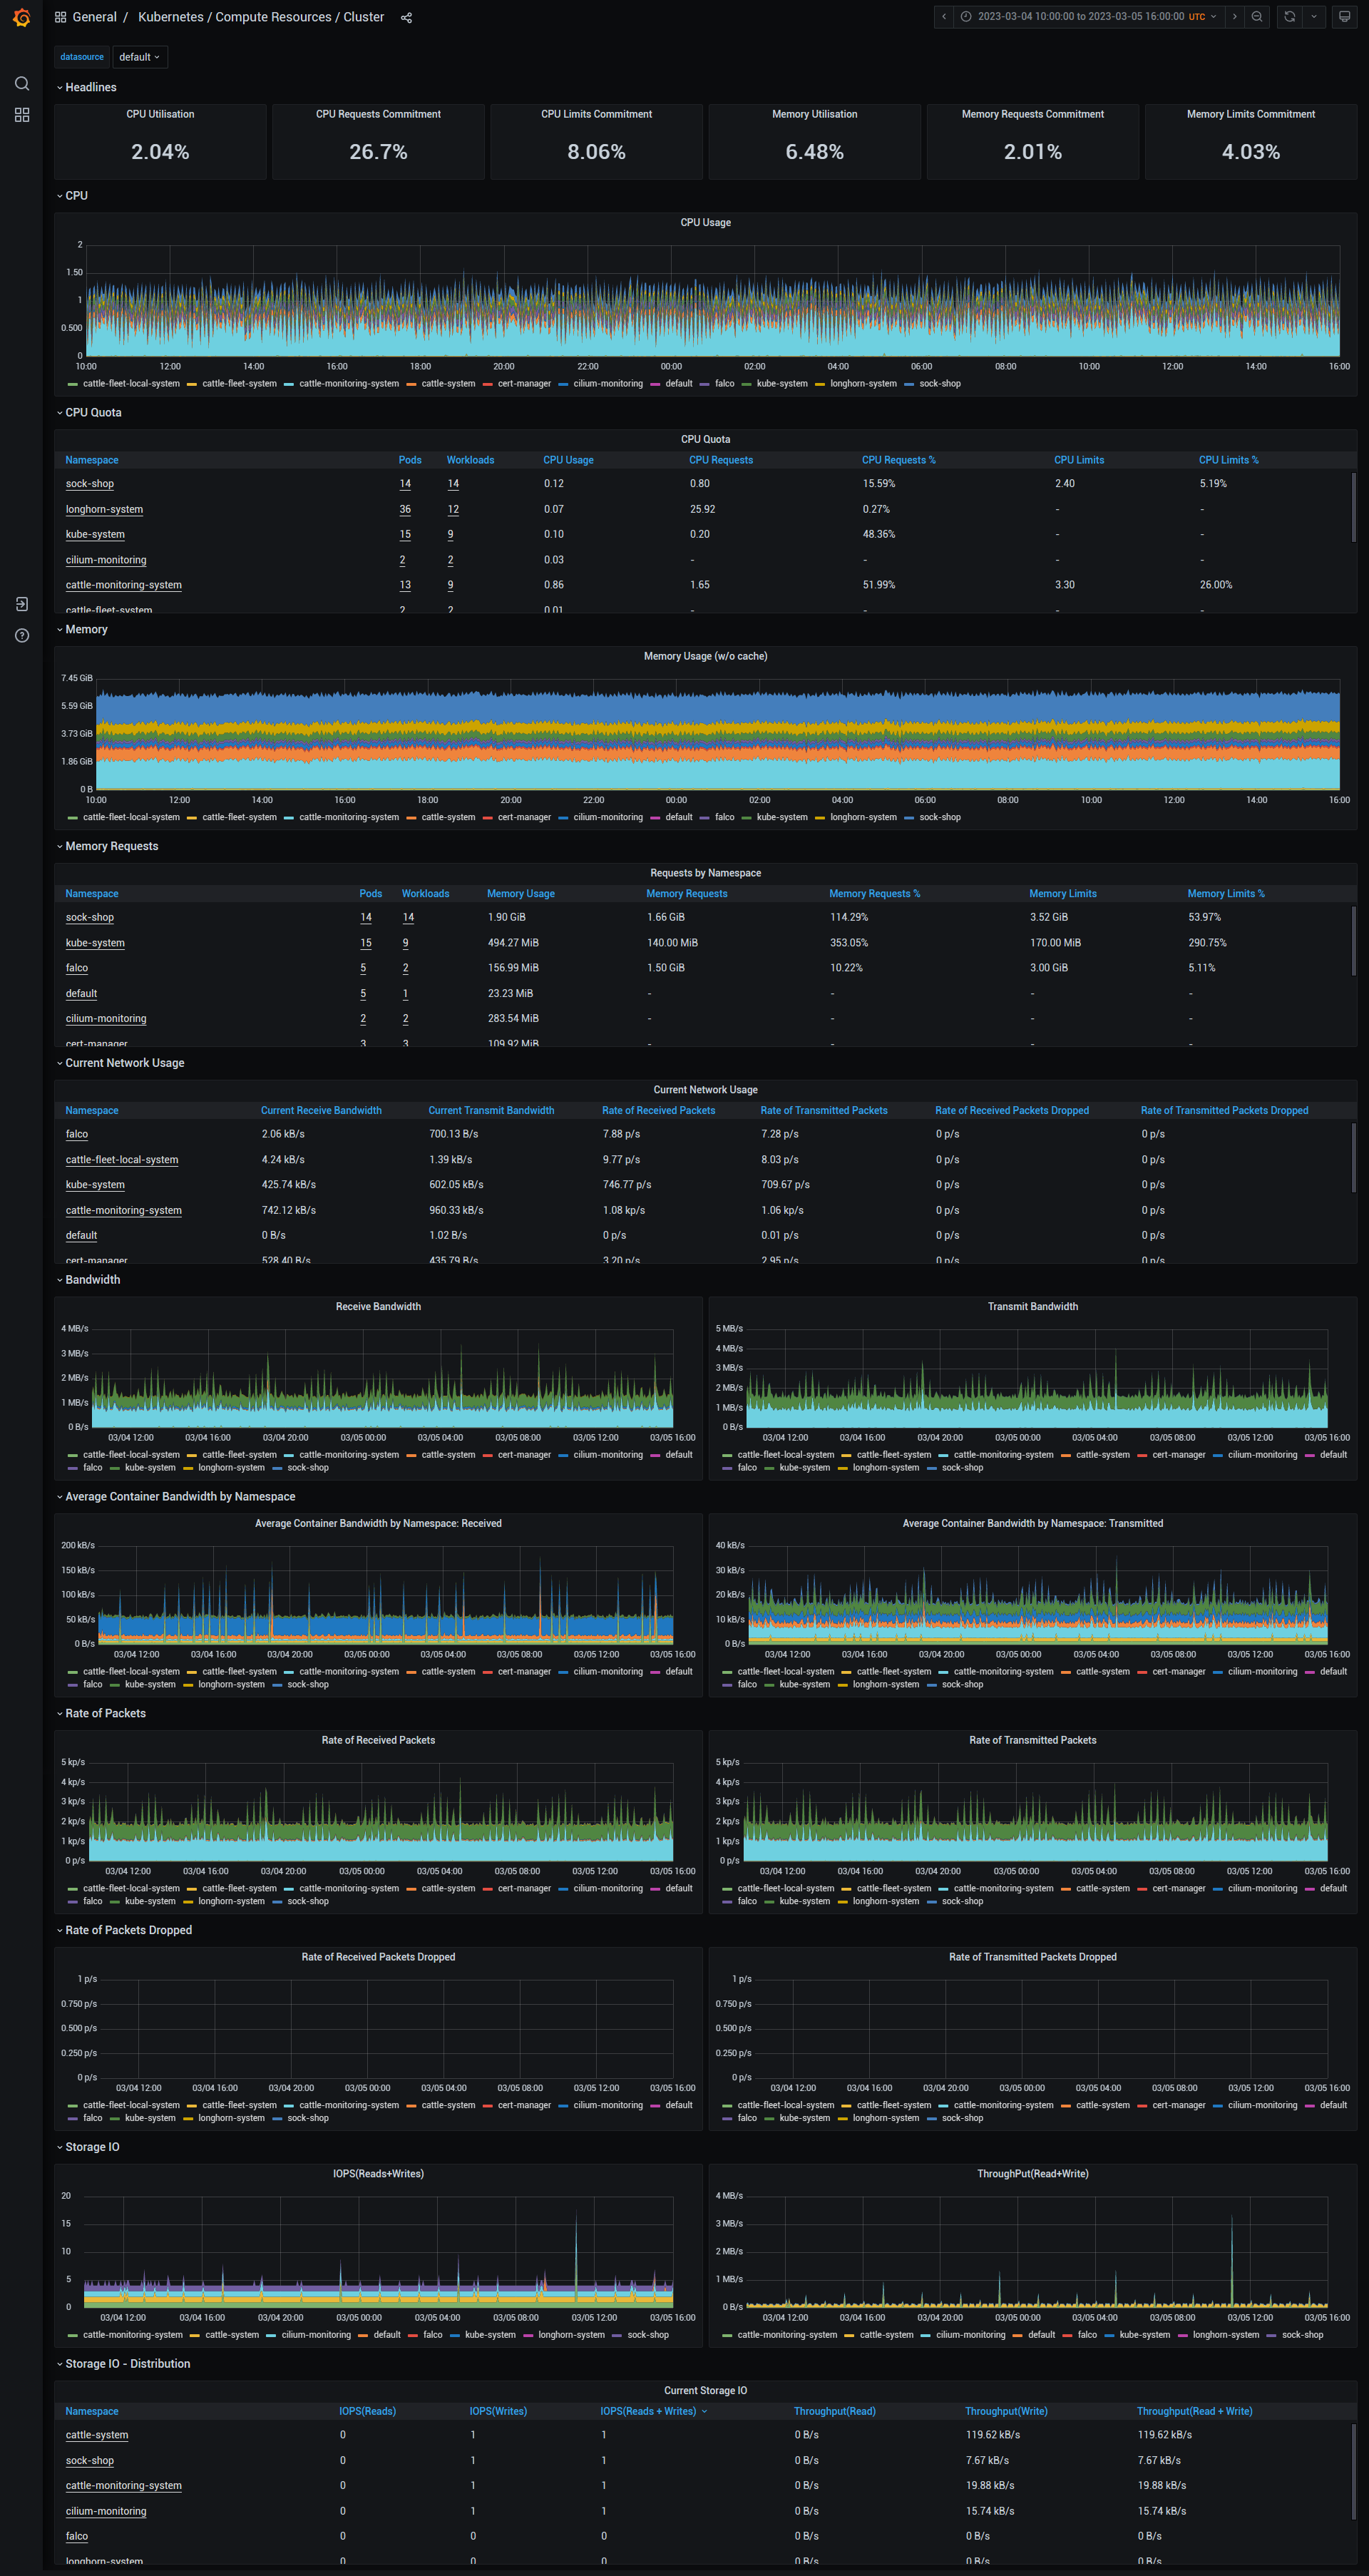 General / Kubernetes / Compute Resources / Cluster 2023-03-04 10:00:00 to 2023-03-05 16:00:00 UTC
datasource default
Headlines
CPU Utilisation CPU Requests Commitment CPU Limits Commitment Memory Utilisation Memory Requests Commitment Memory Limits Commitment
2.04% 26.7% 8.06% 6.48% 2.01% 4.03%
CPU
CPU Usage
2
1.50
1
0.500
0
10:00 12:00 14:00 16:00 18:00 20:00 22:00 00:00 02:00 04:00 06:00 08:00 10:00 12:00 14:00 16:00
cattle-fleet-local-system cattle-fleet-system cattle-monitoring-system cattle-system cert-manager cilium-monitoring default falco kube-system longhorn-system sock-shop
CPU Quota
CPU Quota
Namespace Pods Workloads CPU Usage CPU Requests CPU Requests % CPU Limits CPU Limits %
sock-shop 14 14 0.12 0.80 15.59% 2.40 5.19%
longhorn-system 36 12 0.07 25.92 0.27% - -
kube-system 15 9 0.10 0.20 48.36% - -
cilium-monitoring 2 2 0.03 - - - -
cattle-monitoring-system 13 9 0.86 1.65 51.99% 3.30 26.00%
cattle-fleet-system 2 2 0.01 - - - -
Memory
Memory Usage (w/o cache)
7.45 GiB
5.59 GiB
3.73 GiB
1.86 GiB
0 B
10:00 12:00 14:00 16:00 18:00 20:00 22:00 00:00 02:00 04:00 06:00 08:00 10:00 12:00 14:00 16:00
cattle-fleet-local-system cattle-fleet-system cattle-monitoring-system cattle-system cert-manager cilium-monitoring default falco kube-system longhorn-system sock-shop
Memory Requests
Requests by Namespace
Namespace Pods Workloads Memory Usage Memory Requests Memory Requests % Memory Limits Memory Limits %
sock-shop 14 14 1.90 GiB 1.66 GiB 114.29% 3.52 GiB 53.97%
kube-system 15 9 494.27 MiB 140.00 MiB 353.05% 170.00 MiB 290.75%
falco 5 2 156.99 MiB 1.50 GiB 10.22% 3.00 GiB 5.11%
default 5 1 23.23 MiB - - - -
cilium-monitoring 2 2 283.54 MiB - - - -
cert-manager 3 3 109.92 MiB - - - -
Current Network Usage
Current Network Usage
Namespace Current Receive Bandwidth Current Transmit Bandwidth Rate of Received Packets Rate of Transmitted Packets Rate of Received Packets Dropped Rate of Transmitted Packets Dropped
falco 2.06 kB/s 700.13 B/s 7.88 p/s 7.28 p/s 0 p/s 0 p/s
cattle-fleet-local-system 4.24 kB/s 1.39 kB/s 9.77 p/s 8.03 p/s 0 p/s 0 p/s
kube-system 425.74 kB/s 602.05 kB/s 746.77 p/s 709.67 p/s 0 p/s 0 p/s
cattle-monitoring-system 742.12 kB/s 960.33 kB/s 1.08 kp/s 1.06 kp/s 0 p/s 0 p/s
default 0 B/s 1.02 B/s 0 p/s 0.01 p/s 0 p/s 0 p/s
cert-manager 528.40 B/s 435.79 B/s 3.20 p/s 2.95 p/s 0 p/s 0 p/s
Bandwidth
Receive Bandwidth
4 MB/s
3 MB/s
2 MB/s
1 MB/s
0 B/s
03/04 12:00 03/04 16:00 03/04 20:00 03/05 00:00 03/05 04:00 03/05 08:00 03/05 12:00 03/05 16:00
cattle-fleet-local-system cattle-fleet-system cattle-monitoring-system cattle-system cert-manager cilium-monitoring default
falco kube-system longhorn-system sock-shop
Transmit Bandwidth
5 MB/s
4 MB/s
3 MB/s
2 MB/s
1 MB/s
0 B/s
03/04 12:00 03/04 16:00 03/04 20:00 03/05 00:00 03/05 04:00 03/05 08:00 03/05 12:00 03/05 16:00
cattle-fleet-local-system cattle-fleet-system cattle-monitoring-system cattle-system cert-manager cilium-monitoring default
falco kube-system longhorn-system sock-shop
Average Container Bandwidth by Namespace
Average Container Bandwidth by Namespace: Received
200 kB/s
150 kB/s
100 kB/s
50 kB/s
0 B/s
03/04 12:00 03/04 16:00 03/04 20:00 03/05 00:00 03/05 04:00 03/05 08:00 03/05 12:00 03/05 16:00
cattle-fleet-local-system cattle-fleet-system cattle-monitoring-system cattle-system cert-manager cilium-monitoring default
falco kube-system longhorn-system sock-shop
Average Container Bandwidth by Namespace: Transmitted
40 kB/s
30 kB/s
20 kB/s
10 kB/s
0 B/s
03/04 12:00 03/04 16:00 03/04 20:00 03/05 00:00 03/05 04:00 03/05 08:00 03/05 12:00 03/05 16:00
cattle-fleet-local-system cattle-fleet-system cattle-monitoring-system cattle-system cert-manager cilium-monitoring default
falco kube-system longhorn-system sock-shop
Rate of Packets
Rate of Received Packets
5 kp/s
4 kp/s
3 kp/s
2 kp/s
1 kp/s
0 p/s
03/04 12:00 03/04 16:00 03/04 20:00 03/05 00:00 03/05 04:00 03/05 08:00 03/05 12:00 03/05 16:00
cattle-fleet-local-system cattle-fleet-system cattle-monitoring-system cattle-system cert-manager cilium-monitoring default
falco kube-system longhorn-system sock-shop
Rate of Transmitted Packets
5 kp/s
4 kp/s
3 kp/s
2 kp/s
1 kp/s
0 p/s
03/04 12:00 03/04 16:00 03/04 20:00 03/05 00:00 03/05 04:00 03/05 08:00 03/05 12:00 03/05 16:00
cattle-fleet-local-system cattle-fleet-system cattle-monitoring-system cattle-system cert-manager cilium-monitoring default
falco kube-system longhorn-system sock-shop
Rate of Packets Dropped
Rate of Received Packets Dropped
1 p/s
0.750 p/s
0.500 p/s
0.250 p/s
0 p/s
03/04 12:00 03/04 16:00 03/04 20:00 03/05 00:00 03/05 04:00 03/05 08:00 03/05 12:00 03/05 16:00
cattle-fleet-local-system cattle-fleet-system cattle-monitoring-system cattle-system cert-manager cilium-monitoring default
falco kube-system longhorn-system sock-shop
Rate of Transmitted Packets Dropped
1 p/s
0.750 p/s
0.500 p/s
0.250 p/s
0 p/s
03/04 12:00 03/04 16:00 03/04 20:00 03/05 00:00 03/05 04:00 03/05 08:00 03/05 12:00 03/05 16:00
cattle-fleet-local-system cattle-fleet-system cattle-monitoring-system cattle-system cert-manager cilium-monitoring default
falco kube-system longhorn-system sock-shop
Storage IO
IOPS(Reads+Writes)
20
15
10
5
0
03/04 12:00 03/04 16:00 03/04 20:00 03/05 00:00 03/05 04:00 03/05 08:00 03/05 12:00 03/05 16:00
cattle-monitoring-system cattle-system cilium-monitoring default falco kube-system longhorn-system sock-shop
ThroughPut(Read+Write)
4 MB/s
3 MB/s
2 MB/s
1 MB/s
0 B/s
03/04 12:00 03/04 16:00 03/04 20:00 03/05 00:00 03/05 04:00 03/05 08:00 03/05 12:00 03/05 16:00
cattle-monitoring-system cattle-system cilium-monitoring default falco kube-system longhorn-system sock-shop
Storage IO - Distribution
Current Storage IO
Namespace IOPS(Reads) IOPS(Writes) IOPS(Reads + Writes) Throughput(Read) Throughput(Write) Throughput(Read + Write)
cattle-system 0 1 1 0 B/s 119.62 kB/s 119.62 kB/s
sock-shop 0 1 1 0 B/s 7.67 kB/s 7.67 kB/s
cattle-monitoring-system 0 1 1 0 B/s 19.88 kB/s 19.88 kB/s
cilium-monitoring 0 1 1 0 B/s 15.74 kB/s 15.74 kB/s
falco 0 0 0 0 B/s 0 B/s 0 B/s
longhorn-system 0 0 0 0 B/s 0 B/s 0 B/s